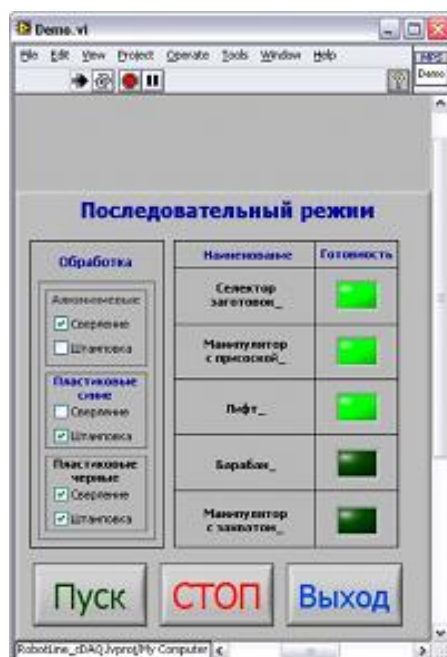 Demo.vi
File Edit View Project Operate Tools Window Help
MPS
Demo
Последовательный режим
Обработка
Алюминиевые
Сверление
Штамповка
Пластиковые
синие
Сверление
Штамповка
Пластиковые
черные
Сверление
Штамповка
Наименование Готовность
Селектор
заготовок_
Манипулятор
с присоской_
Лифт_
Барабан_
Манипулятор
с захватом_
Пуск СТОП Выход
RobotLine_cDAQ.lvproj/My Computer